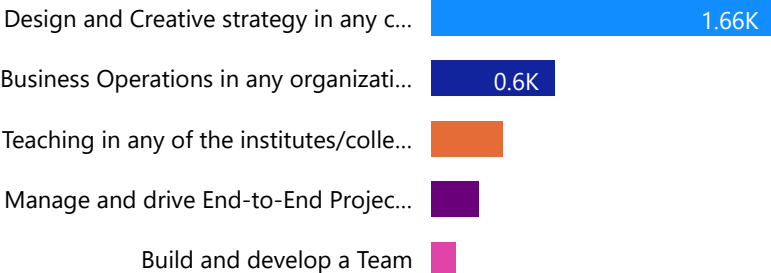 Design and Creative strategy in any c... 1.66K
Business Operations in any organizati... 0.6K
Teaching in any of the institutes/colle...
Manage and drive End-to-End Projec...
Build and develop a Team